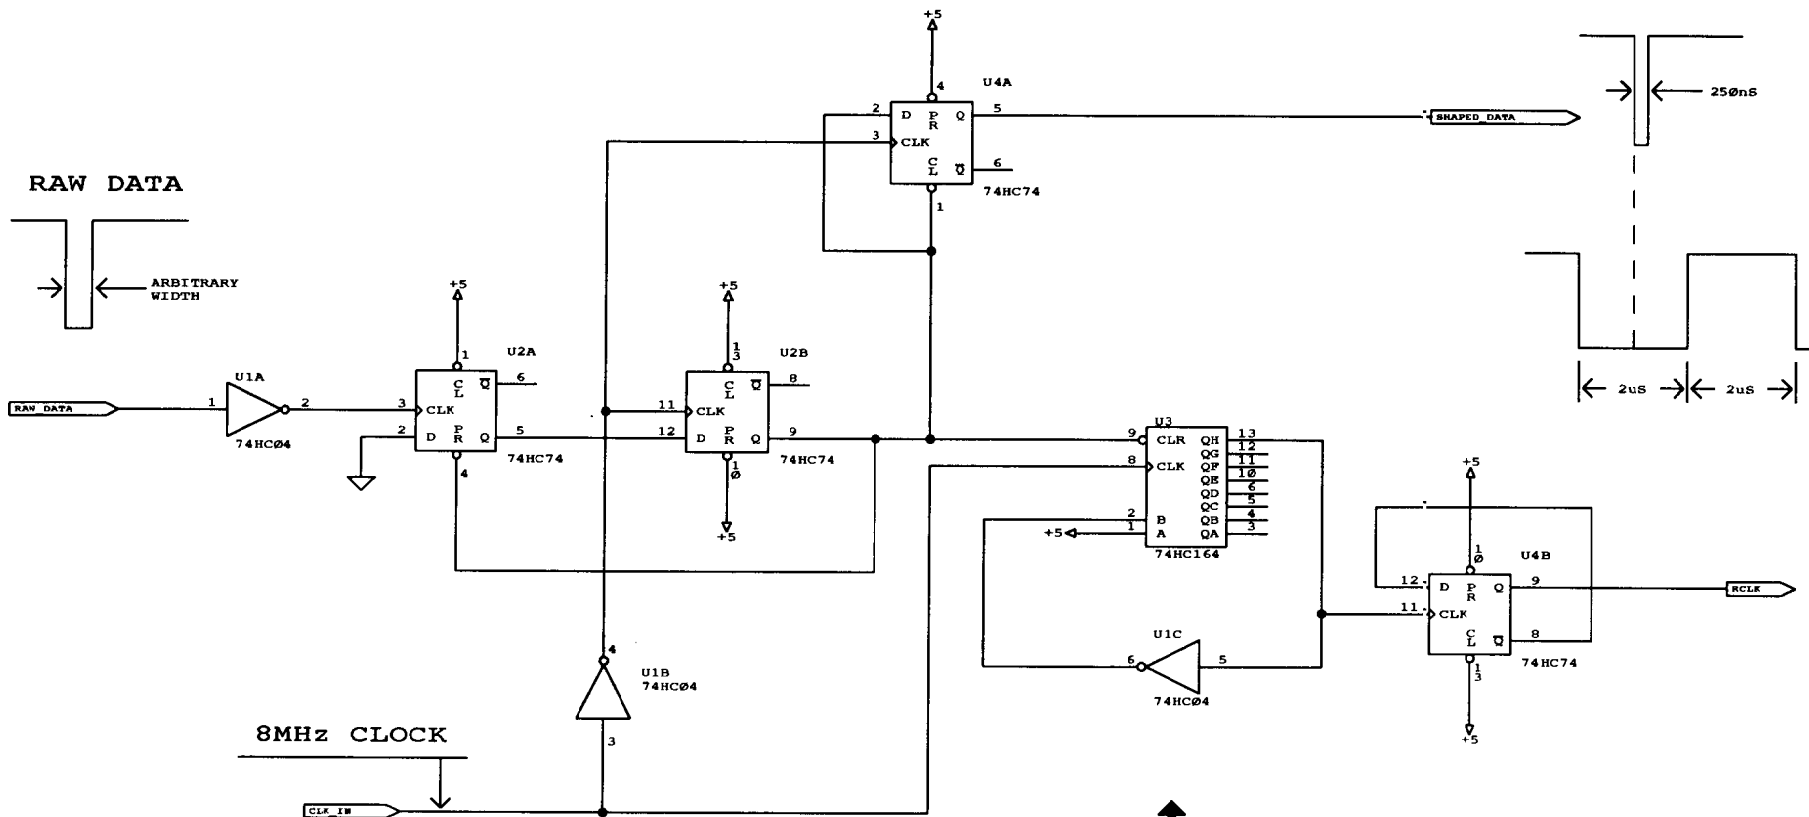 +5
4
U4A
2
D
P
R
Q
5
SHAPED_DATA
250nS
3
CLK
C
L
Q
6
74HC74
1
RAW DATA
ARBITRARY
WIDTH
+5
+5
1
U2A
1
3
U2B
2uS
2uS
U1A
C
L
Q
6
C
L
Q
8
RAW_DATA
1
2
3
CLK
11
CLK
74HC04
2
D
P
R
Q
5
12
D
P
R
Q
9
74HC74
74HC74
4
1
0
+5
U3
9
CLR
QH
13
QG
12
8
CLK
QF
11
QE
10
QD
6
QC
5
2
B
QB
4
+5
1
A
QA
3
74HC164
+5
1
0
U4B
12
D
P
R
Q
9
RCLK
11
CLK
C
L
Q
8
74HC74
1
3
+5
U1C
6
5
74HC04
4
U1B
74HC04
3
8MHz CLOCK
CLK_IN